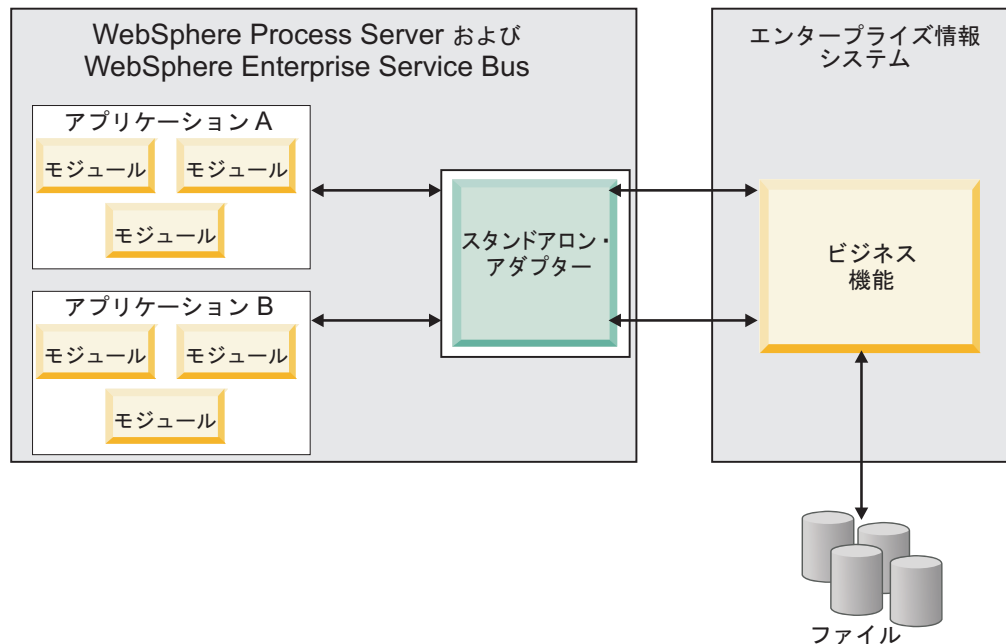 WebSphere Process Server および
WebSphere Enterprise Service Bus
アプリケーション A
モジュール
モジュール
モジュール
アプリケーション B
モジュール
モジュール
モジュール
スタンドアロン・
アダプター
エンタープライズ情報
システム
ビジネス
機能
ファイル